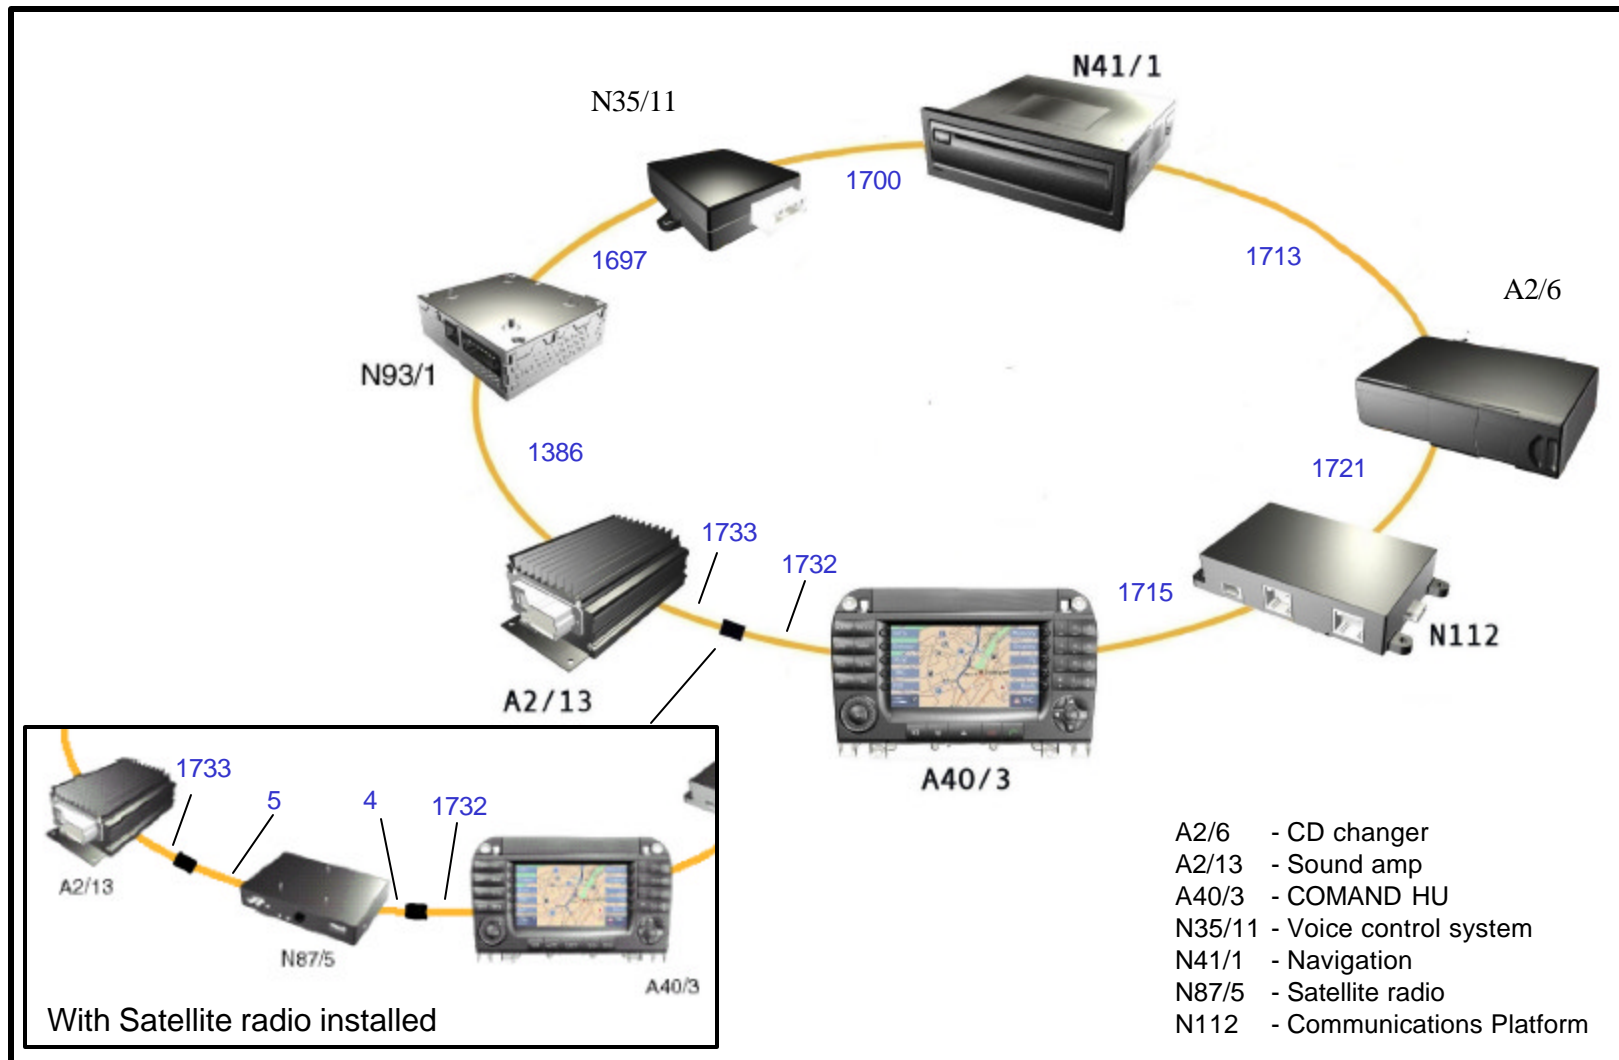 N41/1
N35/11
1700
1697
1713
A2/6
N93/1
1386
1721
1733
1732
1715
N112
A2/13
A40/3
1733
5
4
1732
A2/13
N87/5
A40/3
With Satellite radio installed
A2/6 - CD changer
A2/13 - Sound amp
A40/3 - COMAND HU
N35/11 - Voice control system
N41/1 - Navigation
N87/5 - Satellite radio
N112 - Communications Platform